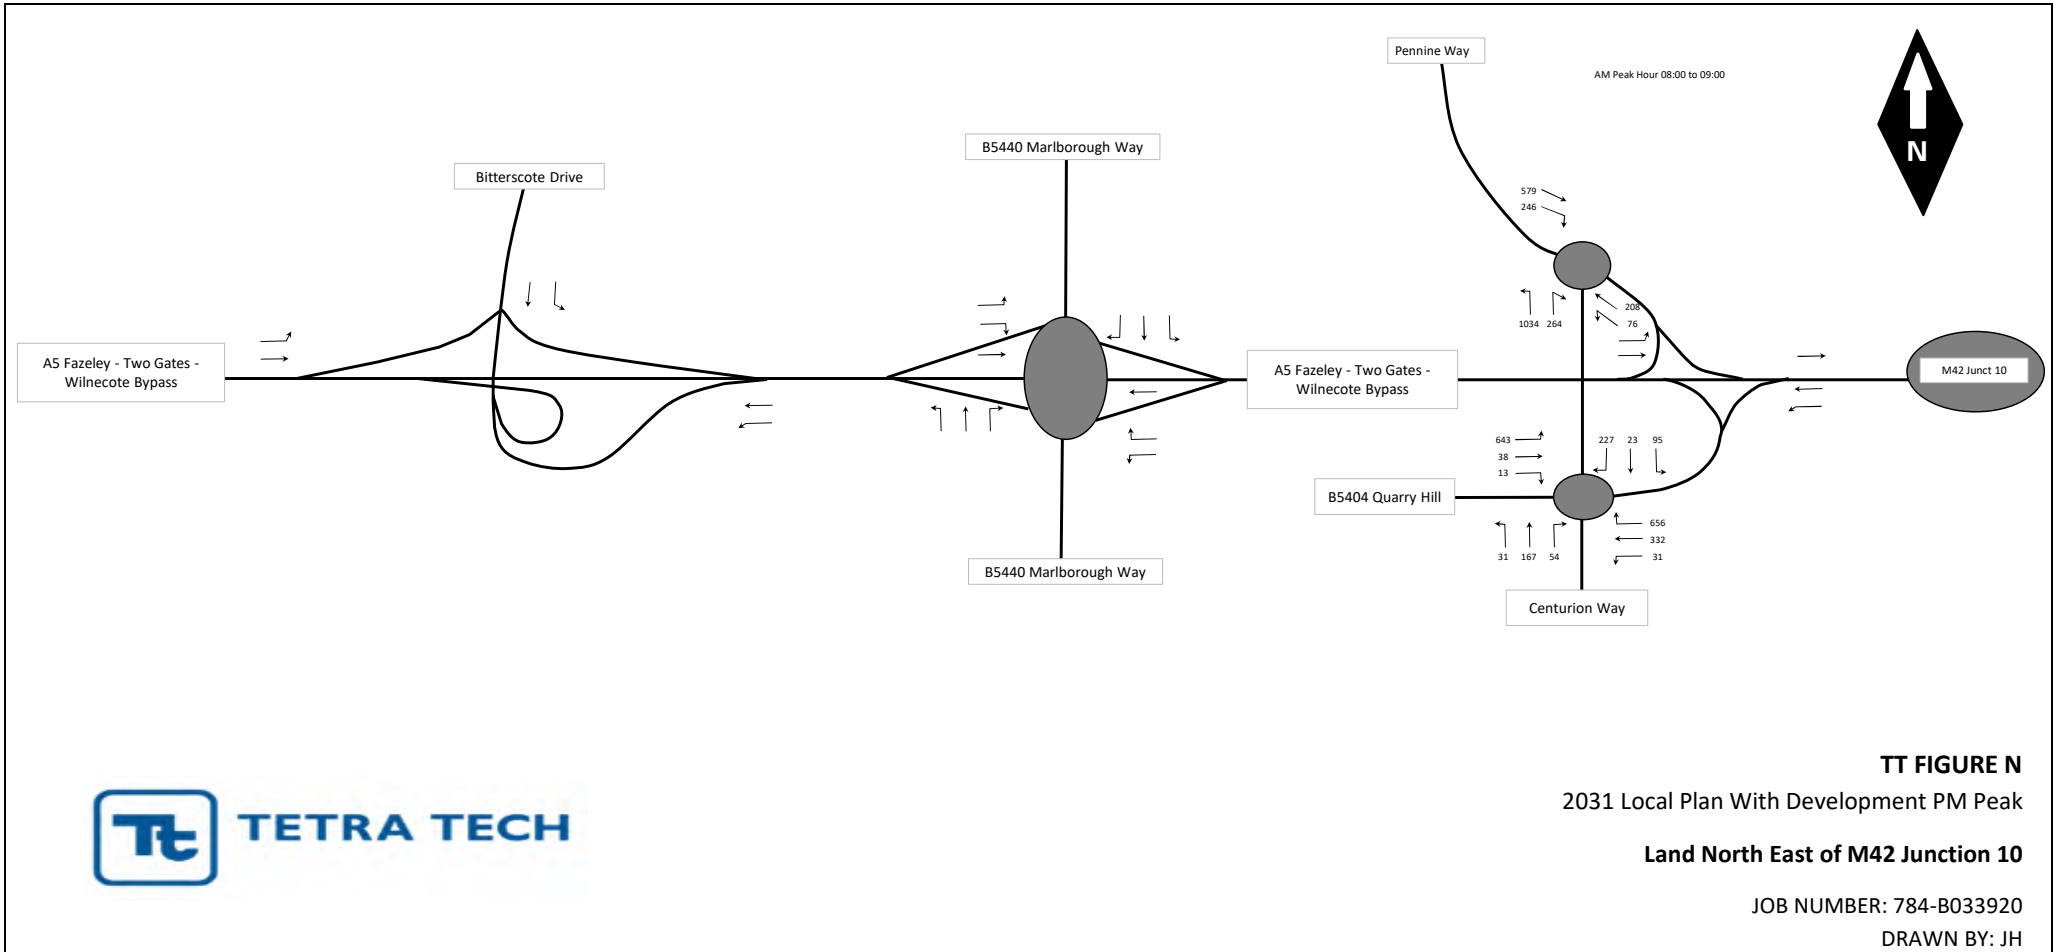 Pennine Way
AM Peak Hour 08:00 to 09:00
N
B5440 Marlborough Way
Bitterscote Drive
579
246
208
1034 264 76
A5 Fazeley - Two Gates -
Wilnecote Bypass
A5 Fazeley - Two Gates -
Wilnecote Bypass
M42 Junct 10
643 227 23 95
38
13
B5404 Quarry Hill
656
332
31 167 54 31
B5440 Marlborough Way
Centurion Way
TT FIGURE N
2031 Local Plan With Development PM Peak
Land North East of M42 Junction 10
JOB NUMBER: 784-B033920
DRAWN BY: JH
Tt TETRA TECH